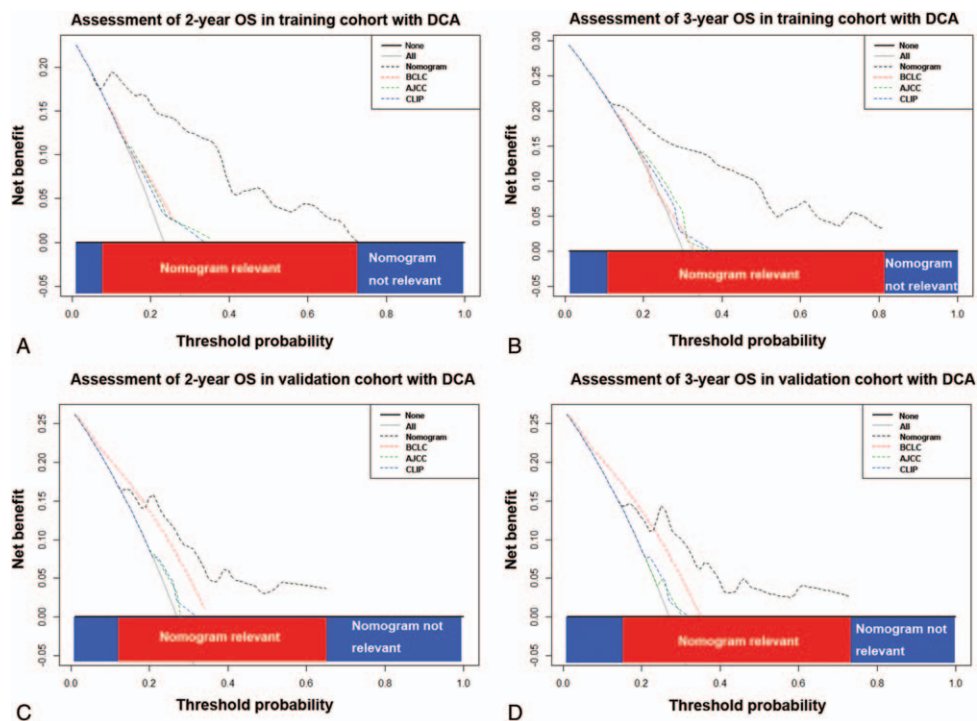 Assessment of 2-year OS in training cohort with DCA
None
All
Nomogram
BCLC
AJCC
CLIP
Net benefit
0.20
0.15
0.10
0.05
0.00
-0.05
Nomogram relevant
Nomogram
not relevant
0.0 0.2 0.4 0.6 0.8 1.0
Threshold probability
A
Assessment of 3-year OS in training cohort with DCA
None
All
Nomogram
BCLC
AJCC
CLIP
Net benefit
0.30
0.25
0.20
0.15
0.10
0.05
0.00
-0.05
Nomogram relevant
Nomogram
not relevant
0.0 0.2 0.4 0.6 0.8 1.0
Threshold probability
B
Assessment of 2-year OS in validation cohort with DCA
None
All
Nomogram
BCLC
AJCC
CLIP
Net benefit
0.25
0.20
0.15
0.10
0.05
0.00
-0.05
Nomogram relevant
Nomogram not
relevant
0.0 0.2 0.4 0.6 0.8 1.0
Threshold probability
C
Assessment of 3-year OS in validation cohort with DCA
None
All
Nomogram
BCLC
AJCC
CLIP
Net benefit
0.25
0.20
0.15
0.10
0.05
0.00
-0.05
Nomogram relevant
Nomogram not
relevant
0.0 0.2 0.4 0.6 0.8 1.0
Threshold probability
D